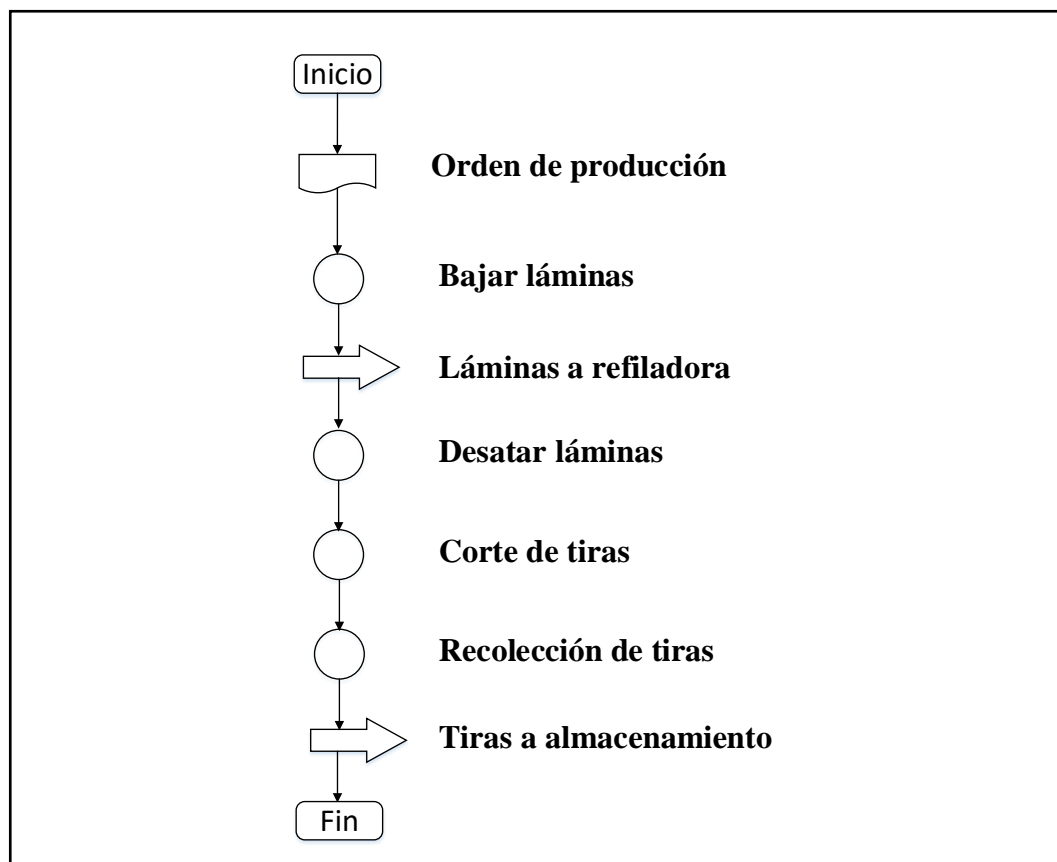 Inicio
Orden de producción
Bajar láminas
Láminas a refiladora
Desatar láminas
Corte de tiras
Recolección de tiras
Tiras a almacenamiento
Fin